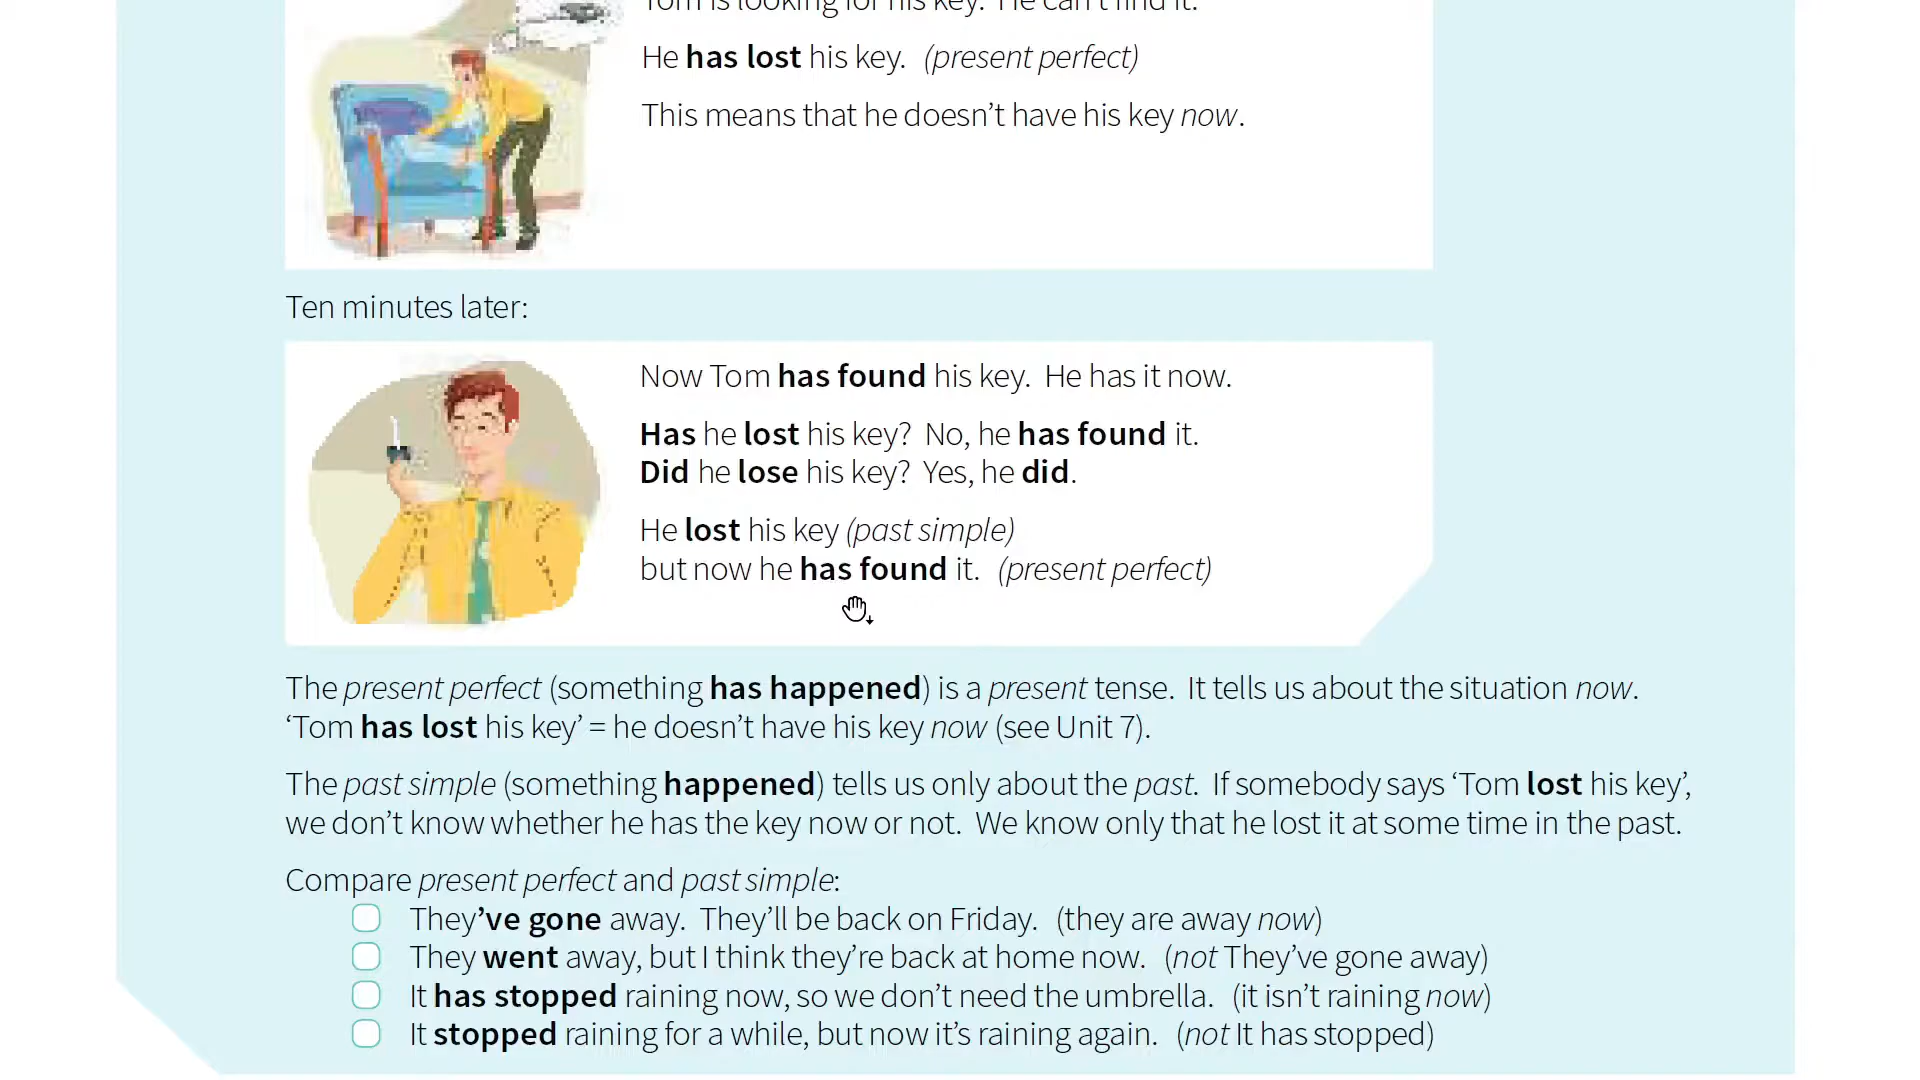 Tom is looking for his key. He can't find it.
He has lost his key. (present perfect)
This means that he doesn't have his key now.
Ten minutes later:
Now Tom has found his key. He has it now.
Has he lost his key? No, he has found it.
Did he lose his key? Yes, he did.
He lost his key (past simple)
but now he has found it. (present perfect)
The present perfect (something has happened) is a present tense. It tells us about the situation now.
‘Tom has lost his key’ = he doesn’t have his key now (see Unit 7).
The past simple (something happened) tells us only about the past. If somebody says ‘Tom lost his key’,
we don’t know whether he has the key now or not. We know only that he lost it at some time in the past.
Compare present perfect and past simple:
They’ve gone away. They’ll be back on Friday. (they are away now)
They went away, but I think they’re back at home now. (not They’ve gone away)
It has stopped raining now, so we don’t need the umbrella. (it isn’t raining now)
It stopped raining for a while, but now it’s raining again. (not It has stopped)